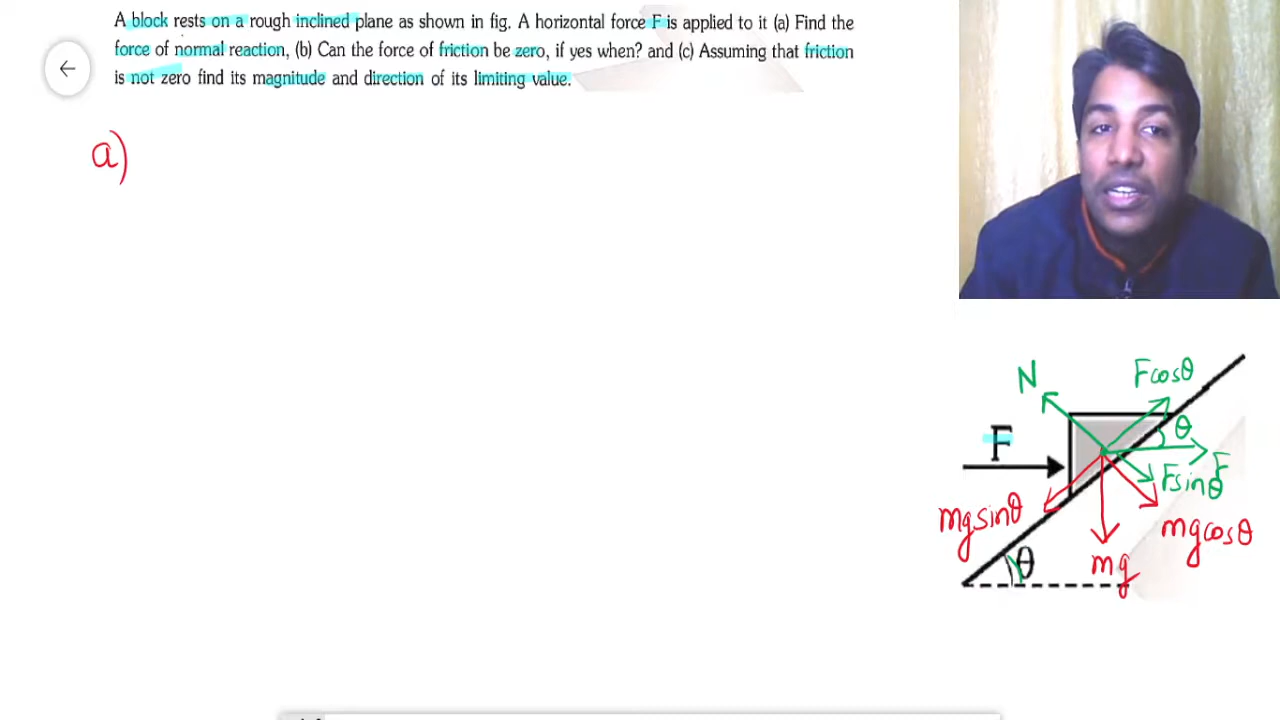 A block rests on a rough inclined plane as shown in fig. A horizontal force F is applied to it (a) Find the
force of normal reaction, (b) Can the force of friction be zero, if yes when? and (c) Assuming that friction
is not zero find its magnitude and direction of its limiting value.
a)
N
Fcosθ
F
θ
F
Fsinθ
mgsinθ
mgcosθ
θ
mg